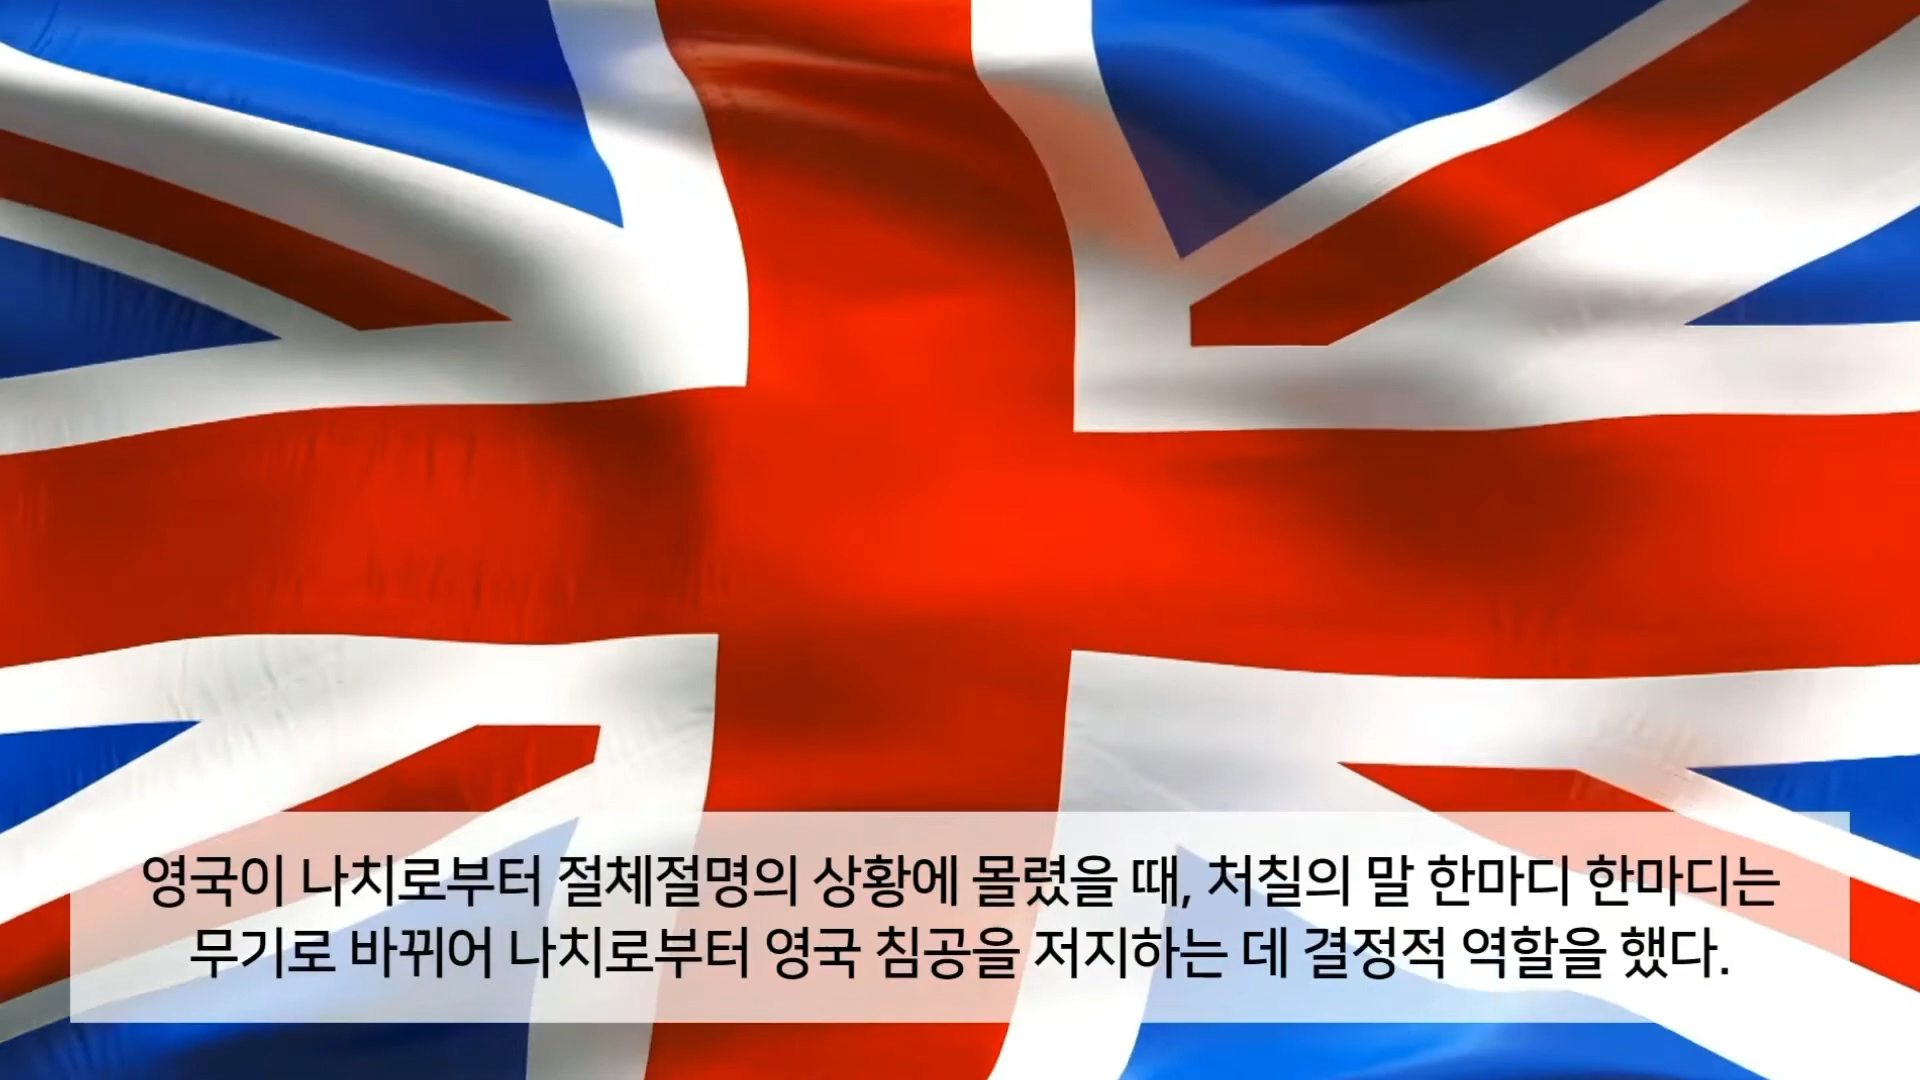 영국이 나치로부터 절체절명의 상황에 몰렸을 때, 처칠의 말 한마디 한마디는
무기로 바뀌어 나치로부터 영국 침공을 저지하는 데 결정적 역할을 했다.